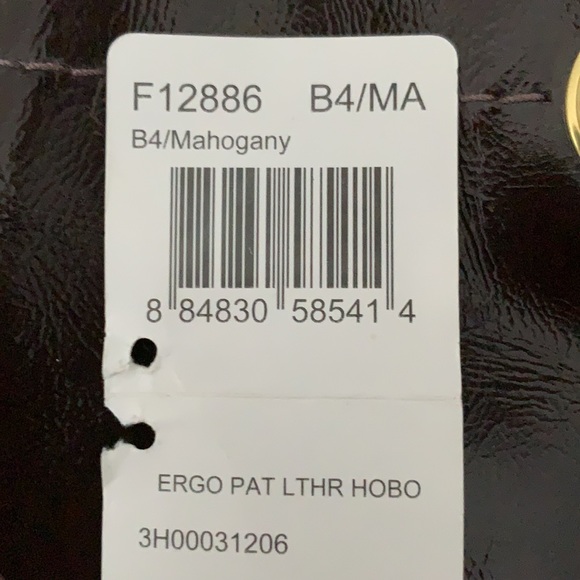 F12886 B4/MA
B4/Mahogany
8 84830 58541 4
ERGO PAT LTHR HOBO
3H00031206